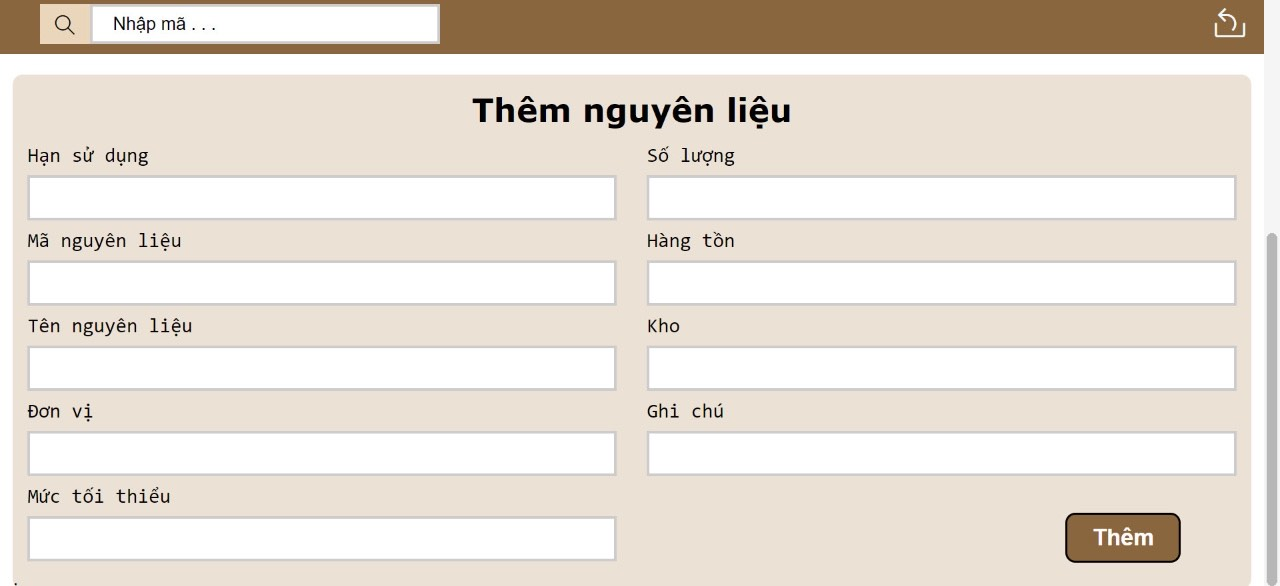 Nhập mã . . .
Thêm nguyên liệu
Hạn sử dụng
Số lượng
Mã nguyên liệu
Hàng tồn
Tên nguyên liệu
Kho
Đơn vị
Ghi chú
Mức tối thiểu
Thêm